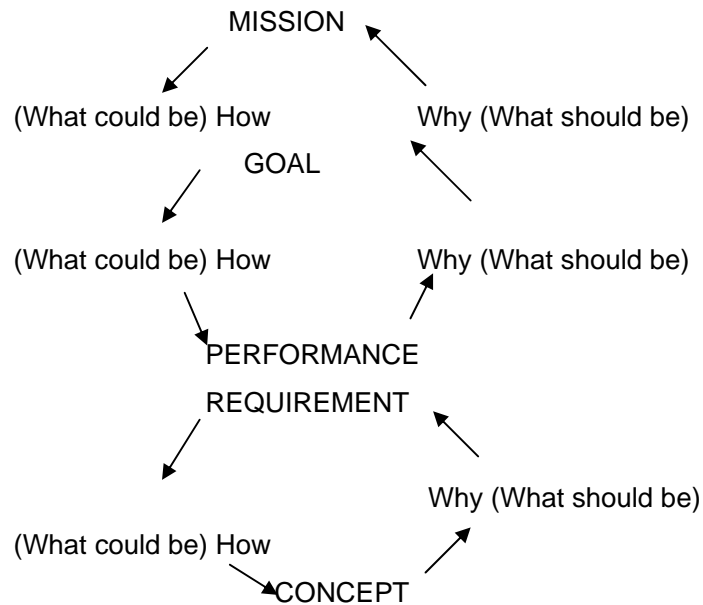 MISSION
(What could be) How
Why (What should be)
GOAL
(What could be) How
Why (What should be)
PERFORMANCE
REQUIREMENT
Why (What should be)
(What could be) How
CONCEPT